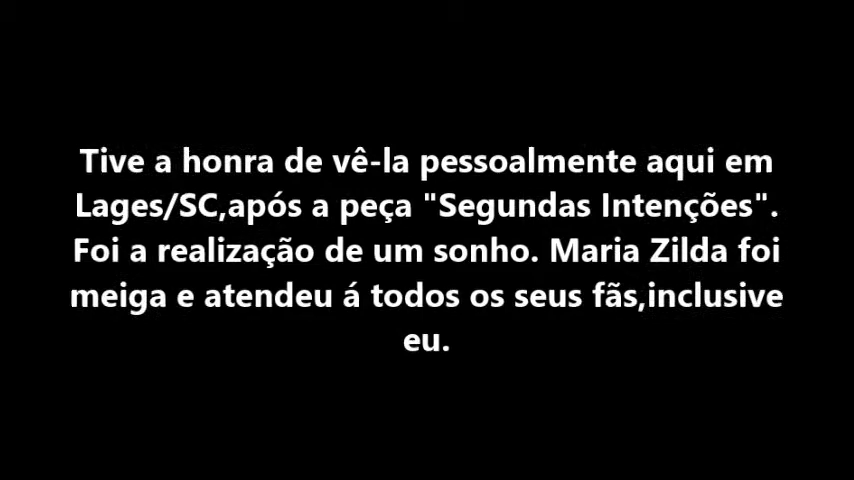 Tive a honra de vê-la pessoalmente aqui em
Lages/SC,após a peça "Segundas Intenções".
Foi a realização de um sonho. Maria Zilda foi
meiga e atendeu á todos os seus fãs,inclusive
eu.